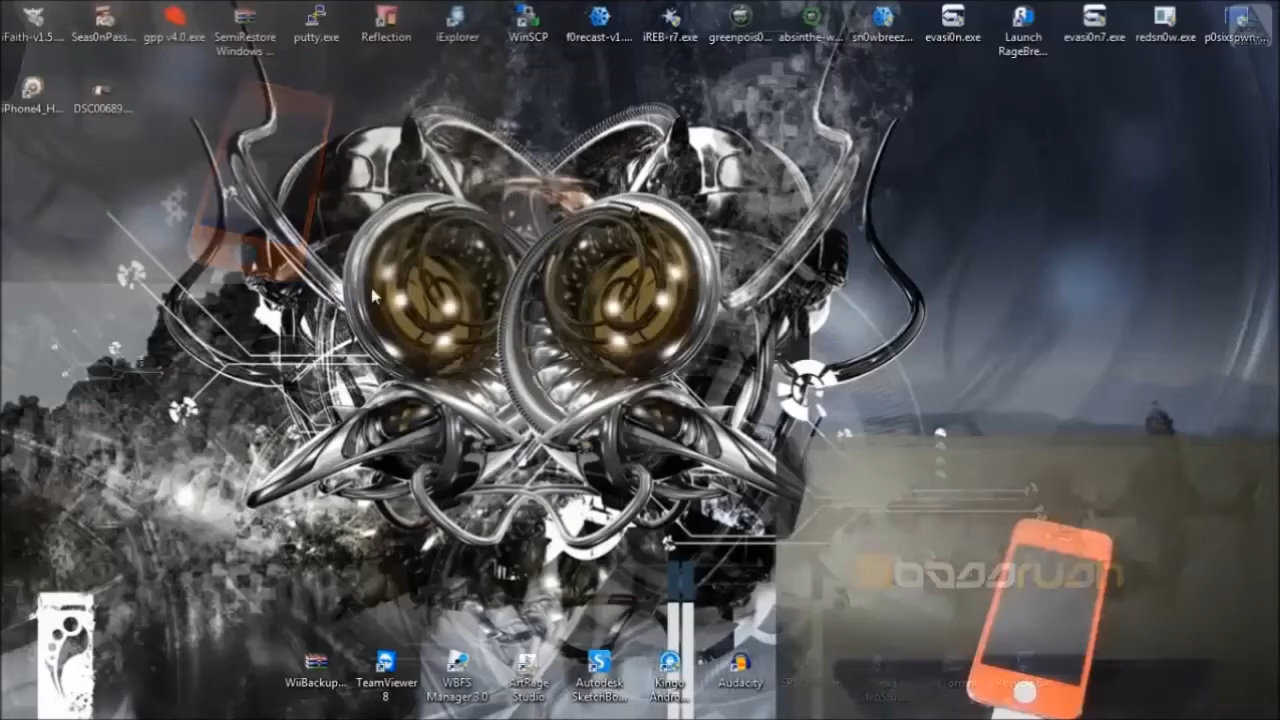 iFaith-v1.5....
Seas0nPass...
gpp v4.0.exe
SemiRestore
Windows ...
putty.exe
Reflection
iExplorer
WinSCP
f0recast-v1....
iREB-r7.exe
greenpois0...
absinthe-w...
sn0wbreez...
evasi0n.exe
Launch
RageBre...
evasi0n7.exe
redsn0w.exe
p0sixspwn-...
iPhone4_H...
DSC00689....
WiiBackup...
TeamViewer
8
WBFS
Manager 3.0
ArtRage
Studio
Autodesk
SketchBo...
Kingo
Andro...
Audacity